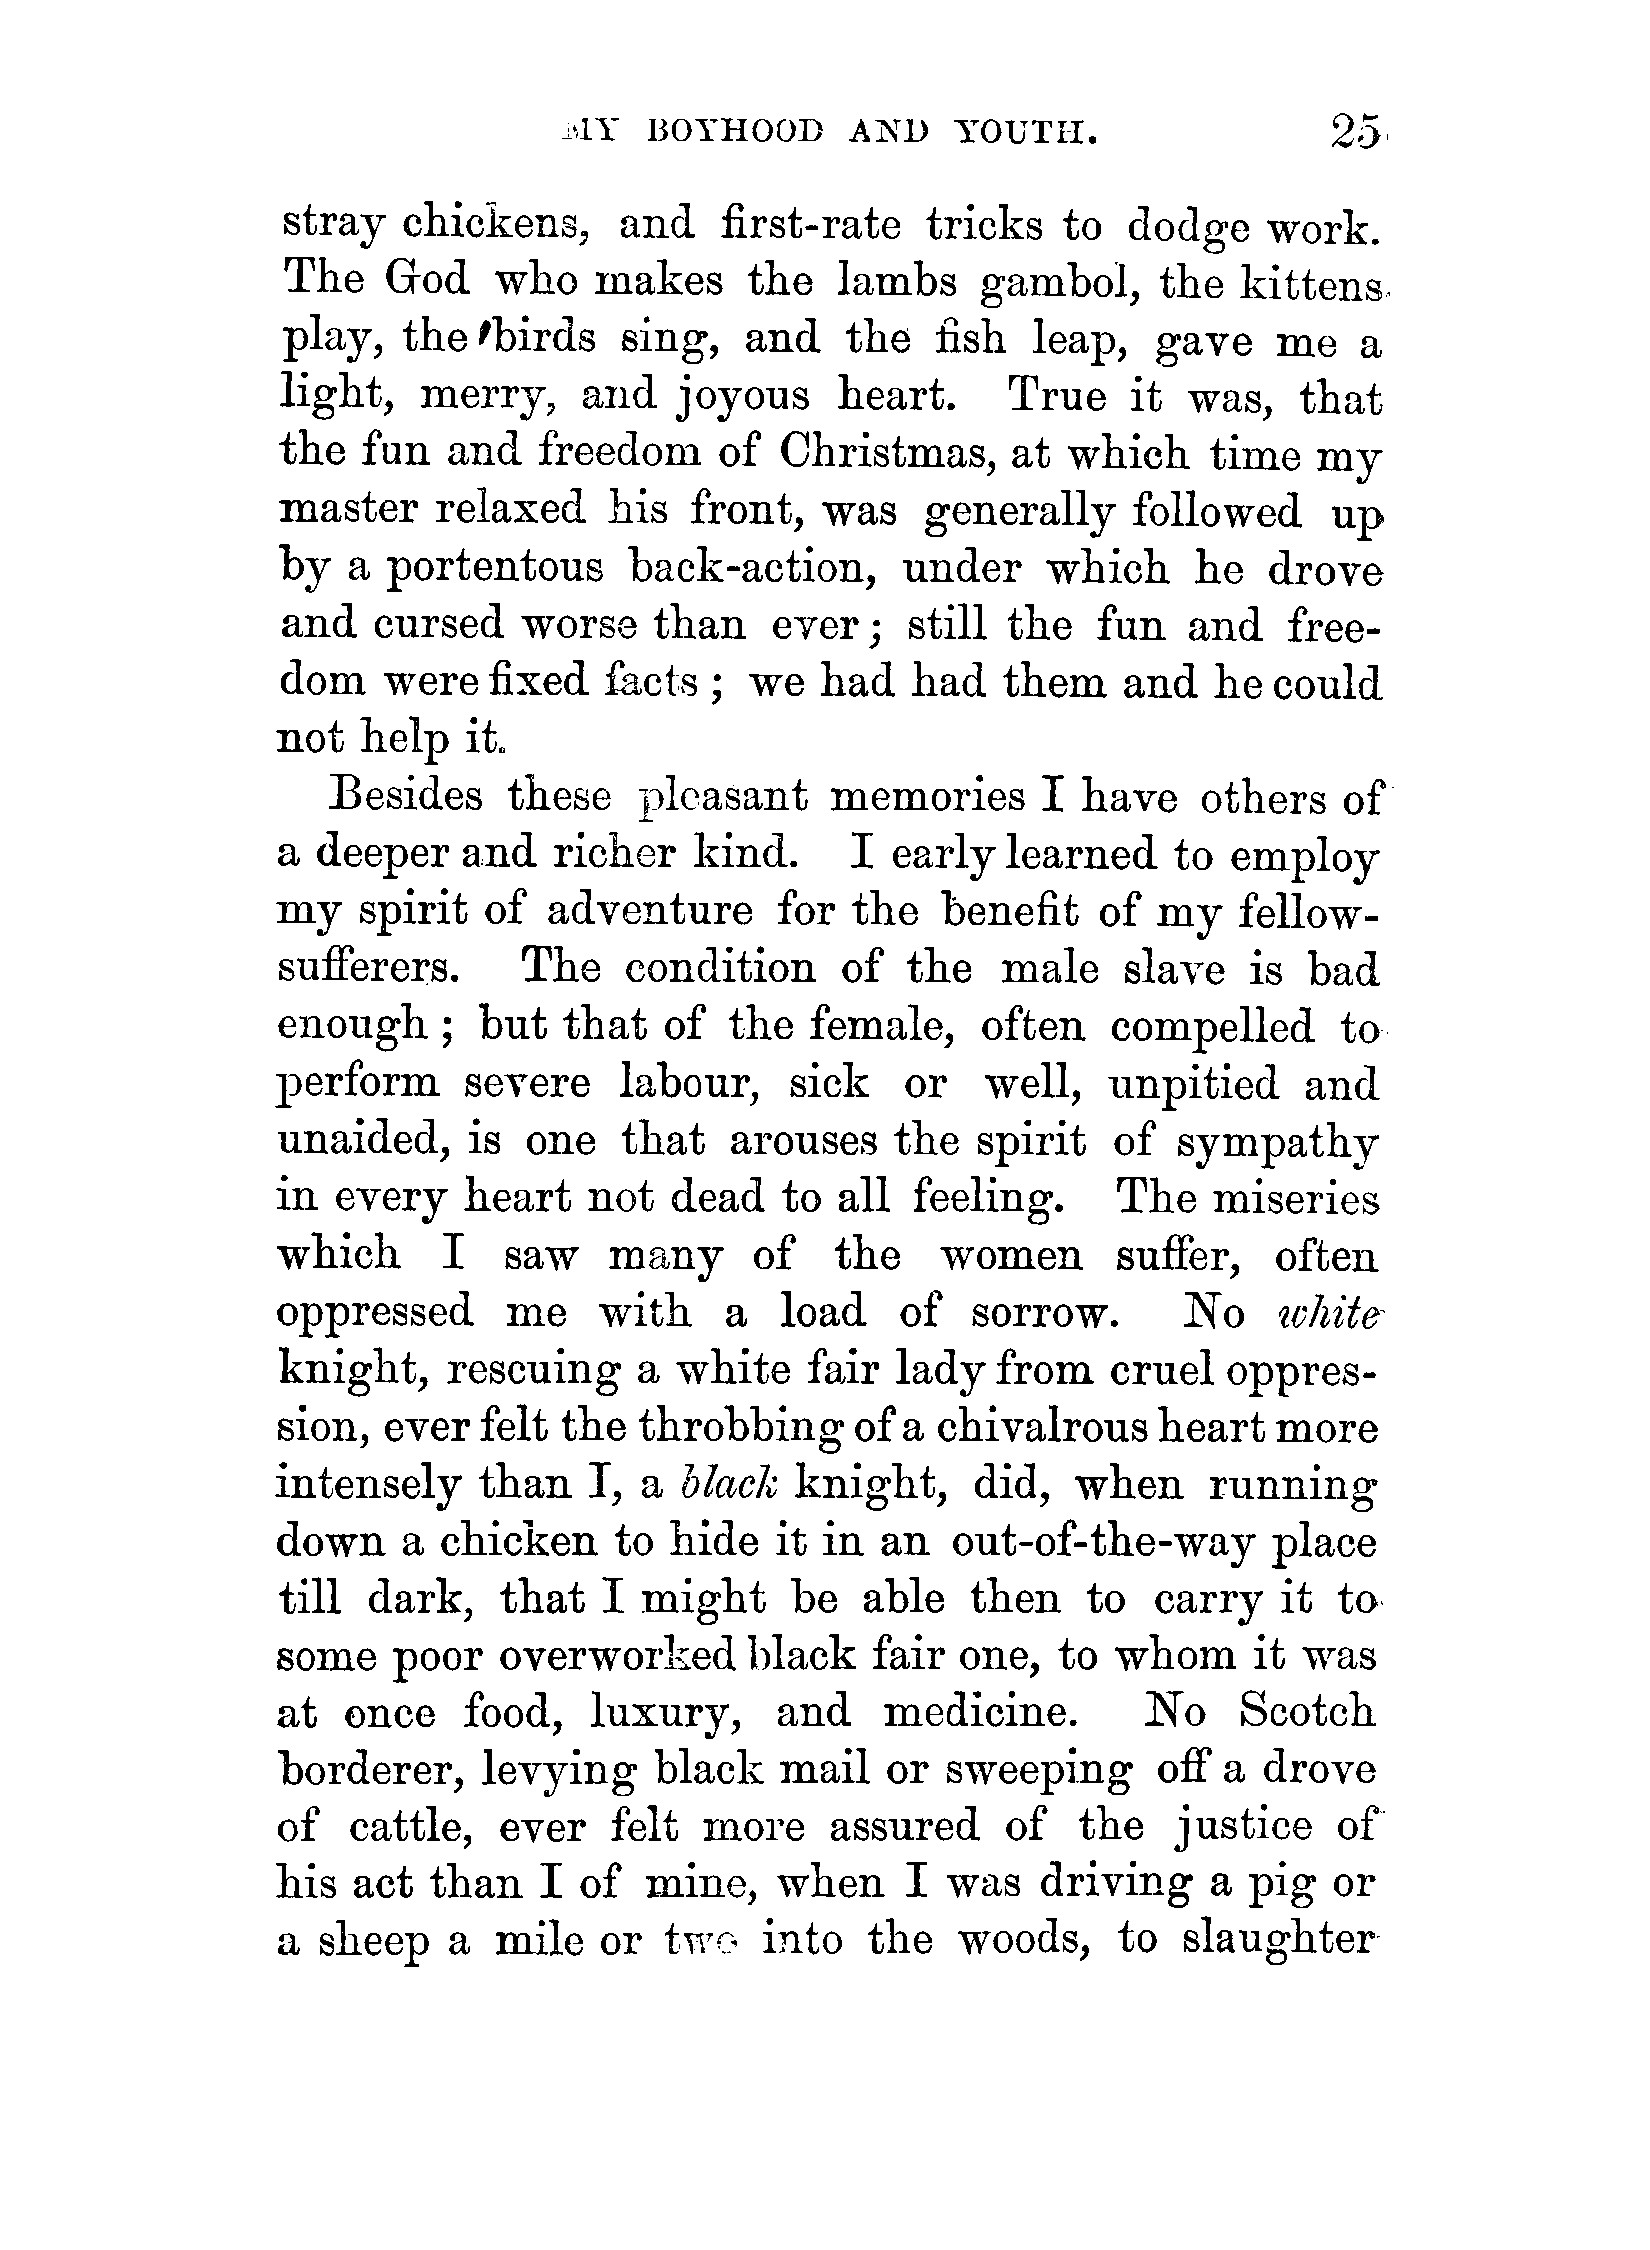 MY BOYHOOD AND YOUTH. 25
stray chickens, and first-rate tricks to dodge work.
The God who makes the lambs gambol, the kittens
play, the birds sing, and the fish leap, gave me a
light, merry, and joyous heart. True it was, that
the fun and freedom of Christmas, at which time my
master relaxed his front, was generally followed up
by a portentous back-action, under which he drove
and cursed worse than ever; still the fun and free-
dom were fixed facts; we had had them and he could
not help it.
Besides these pleasant memories I have others of
a deeper and richer kind. I early learned to employ
my spirit of adventure for the benefit of my fellow-
sufferers. The condition of the male slave is bad
enough; but that of the female, often compelled to
perform severe labour, sick or well, unpitied and
unaided, is one that arouses the spirit of sympathy
in every heart not dead to all feeling. The miseries
which I saw many of the women suffer, often
oppressed me with a load of sorrow. No white
knight, rescuing a white fair lady from cruel oppres-
sion, ever felt the throbbing of a chivalrous heart more
intensely than I, a black knight, did, when running
down a chicken to hide it in an out-of-the-way place
till dark, that I might be able then to carry it to
some poor overworked black fair one, to whom it was
at once food, luxury, and medicine. No Scotch
borderer, levying black mail or sweeping off a drove
of cattle, ever felt more assured of the justice of
his act than I of mine, when I was driving a pig or
a sheep a mile or two into the woods, to slaughter